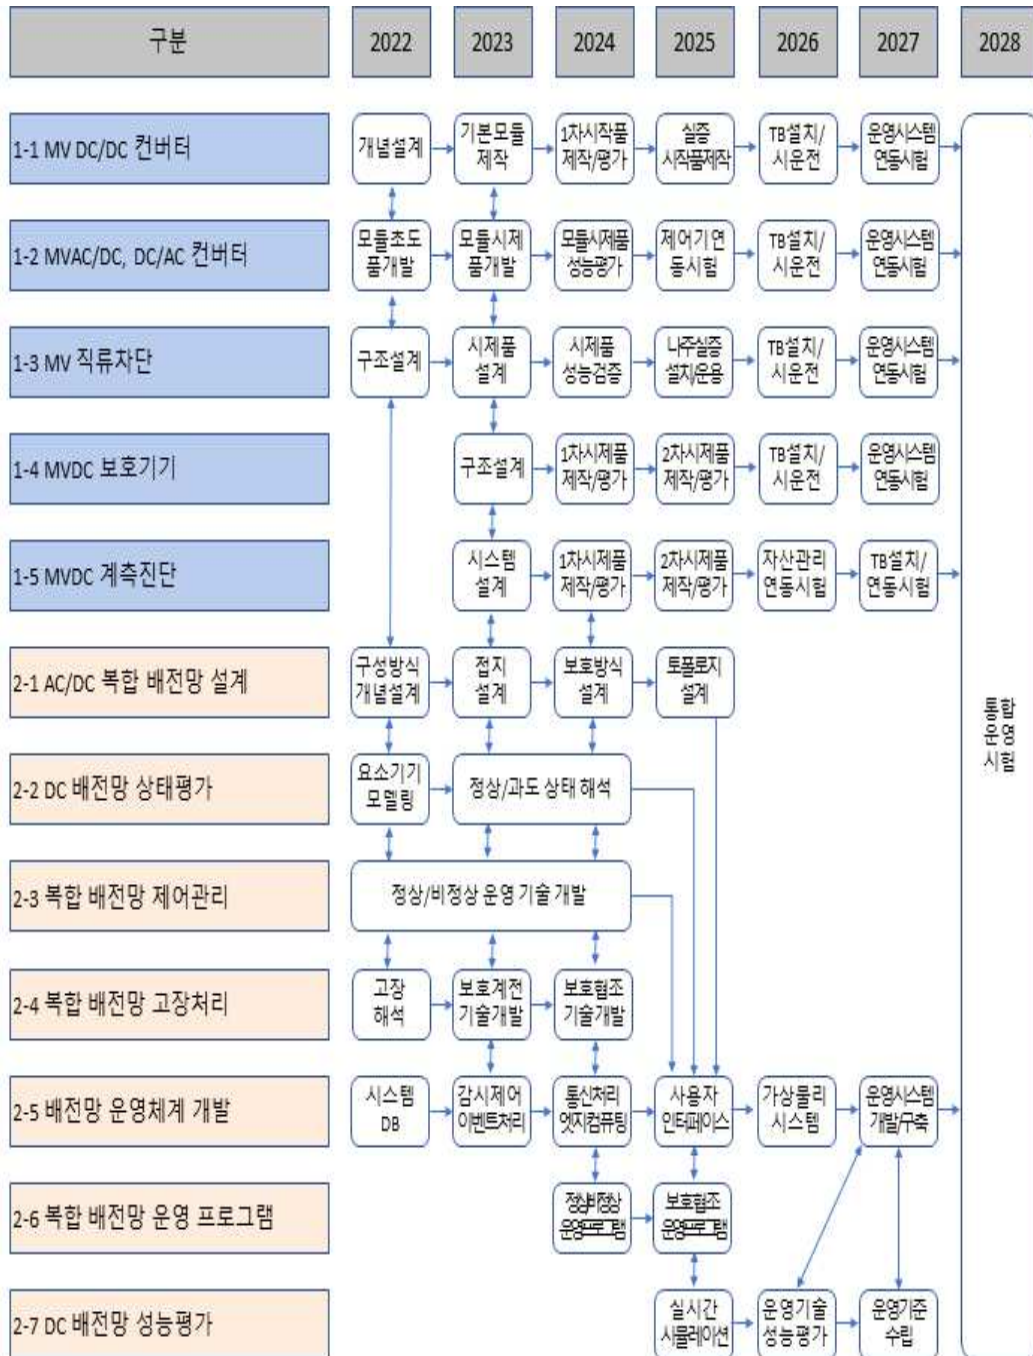 구분 2022 2023 2024 2025 2026 2027 2028
1-1 MV DC/DC 컨버터
개념설계
기본모듈
제작
1차시작품
제작/평가
실증
시작품제작
TB설치/
시운전
운영시스템
연동시험
1-2 MVAC/DC, DC/AC 컨버터
모듈초도
품개발
모듈시제
품개발
모듈시제품
성능평가
제어기연
동시험
TB설치/
시운전
운영시스템
연동시험
1-3 MV 직류차단
구조설계
시제품
설계
시제품
성능검증
나주실증
설치/운용
TB설치/
시운전
운영시스템
연동시험
1-4 MVDC 보호기기
구조설계
1차시제품
제작/평가
2차시제품
제작/평가
TB설치/
시운전
운영시스템
연동시험
1-5 MVDC 계측진단
시스템
설계
1차시제품
제작/평가
2차시제품
제작/평가
자산관리
연동시험
TB설치/
연동시험
2-1 AC/DC 복합 배전망 설계
구성방식
개념설계
접지
설계
보호방식
설계
토폴로지
설계
통합
운영
시험
2-2 DC 배전망 상태평가
요소기기
모델링
정상/과도 상태 해석
2-3 복합 배전망 제어관리
정상/비정상 운영 기술 개발
2-4 복합 배전망 고장처리
고장
해석
보호계전
기술개발
보호협조
기술개발
2-5 배전망 운영체계 개발
시스템
DB
감시제어
이벤트처리
통신처리
엣지컴퓨팅
사용자
인터페이스
가상물리
시스템
운영시스템
개발/구축
2-6 복합 배전망 운영 프로그램
정상/비정상
운영프로그램
보호협조
운영프로그램
2-7 DC 배전망 성능평가
실시간
시뮬레이션
운영기술
성능평가
운영기준
수립